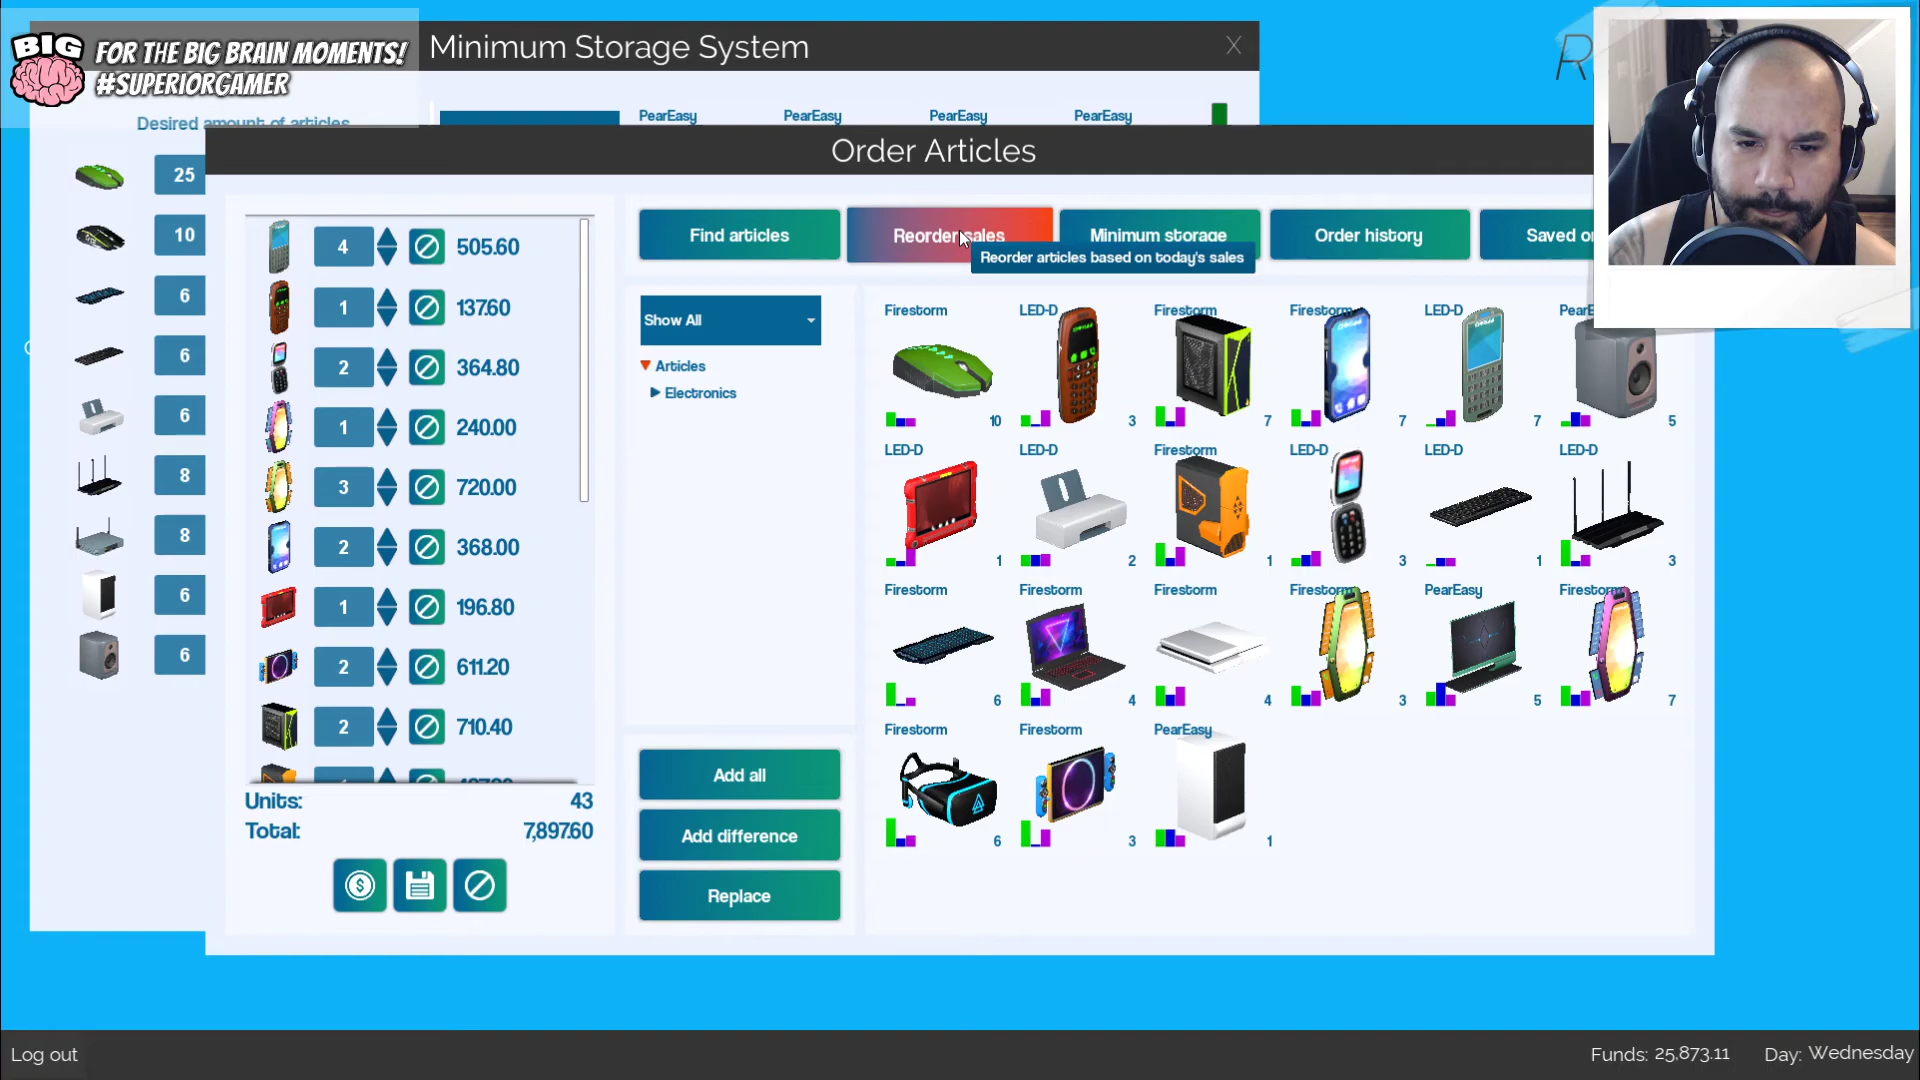 BIG
FOR THE BIG BRAIN MOMENTS!
#SUPERIORGAMER
Minimum Storage System
X
Desired amount of articles
PearEasy
PearEasy
PearEasy
PearEasy
Order Articles
25
10
6
6
6
8
8
6
6
4
505.60
1
137.60
2
364.80
1
240.00
3
720.00
2
368.00
1
196.80
2
611.20
2
710.40
Units:
43
Total:
7,897.60
Find articles
Reorder sales
Minimum storage
Order history
Reorder articles based on today's sales
Show All
Articles
Electronics
Add all
Add difference
Replace
Firestorm
LED-D
Firestorm
Firestorm
LED-D
10
3
7
7
7
5
LED-D
LED-D
Firestorm
LED-D
LED-D
LED-D
1
2
1
3
1
3
Firestorm
Firestorm
Firestorm
Firestorm
PearEasy
Firestorm
6
4
4
3
5
7
Firestorm
Firestorm
PearEasy
6
3
1
Log out
Funds: 25,873.11
Day: Wednesday